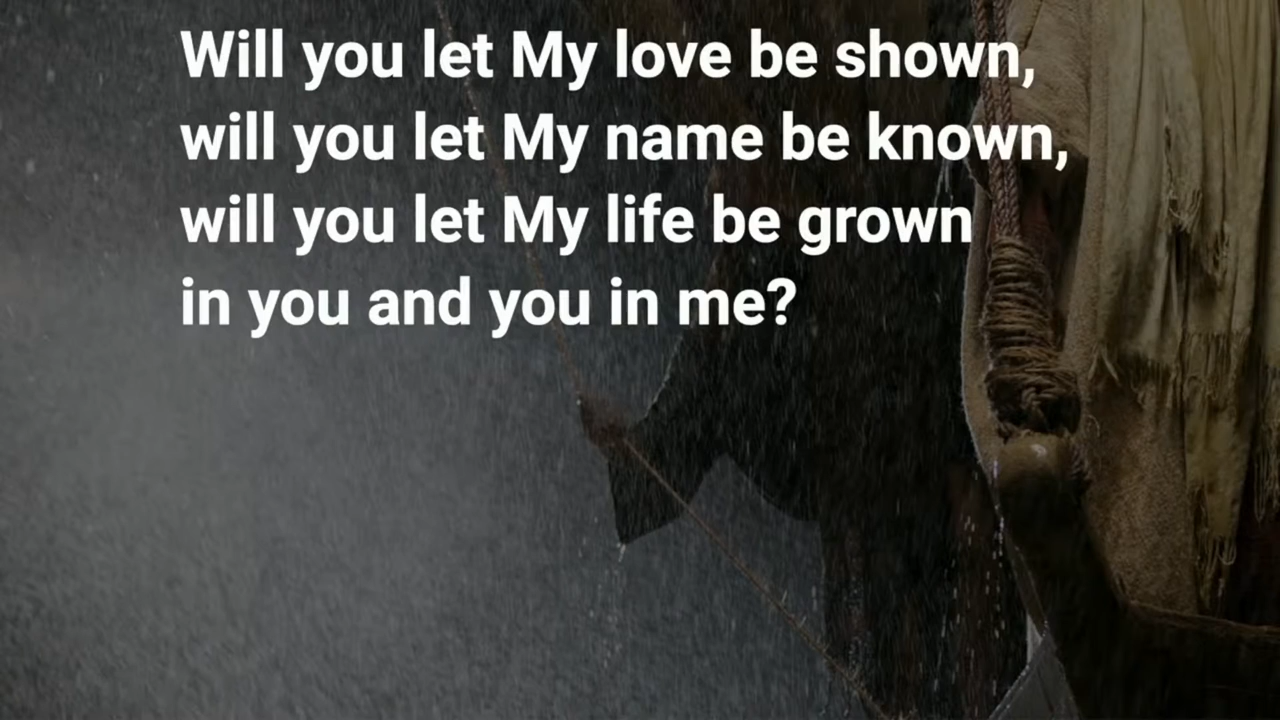 Will you let My love be shown,
will you let My name be known,
will you let My life be grown
in you and you in me?